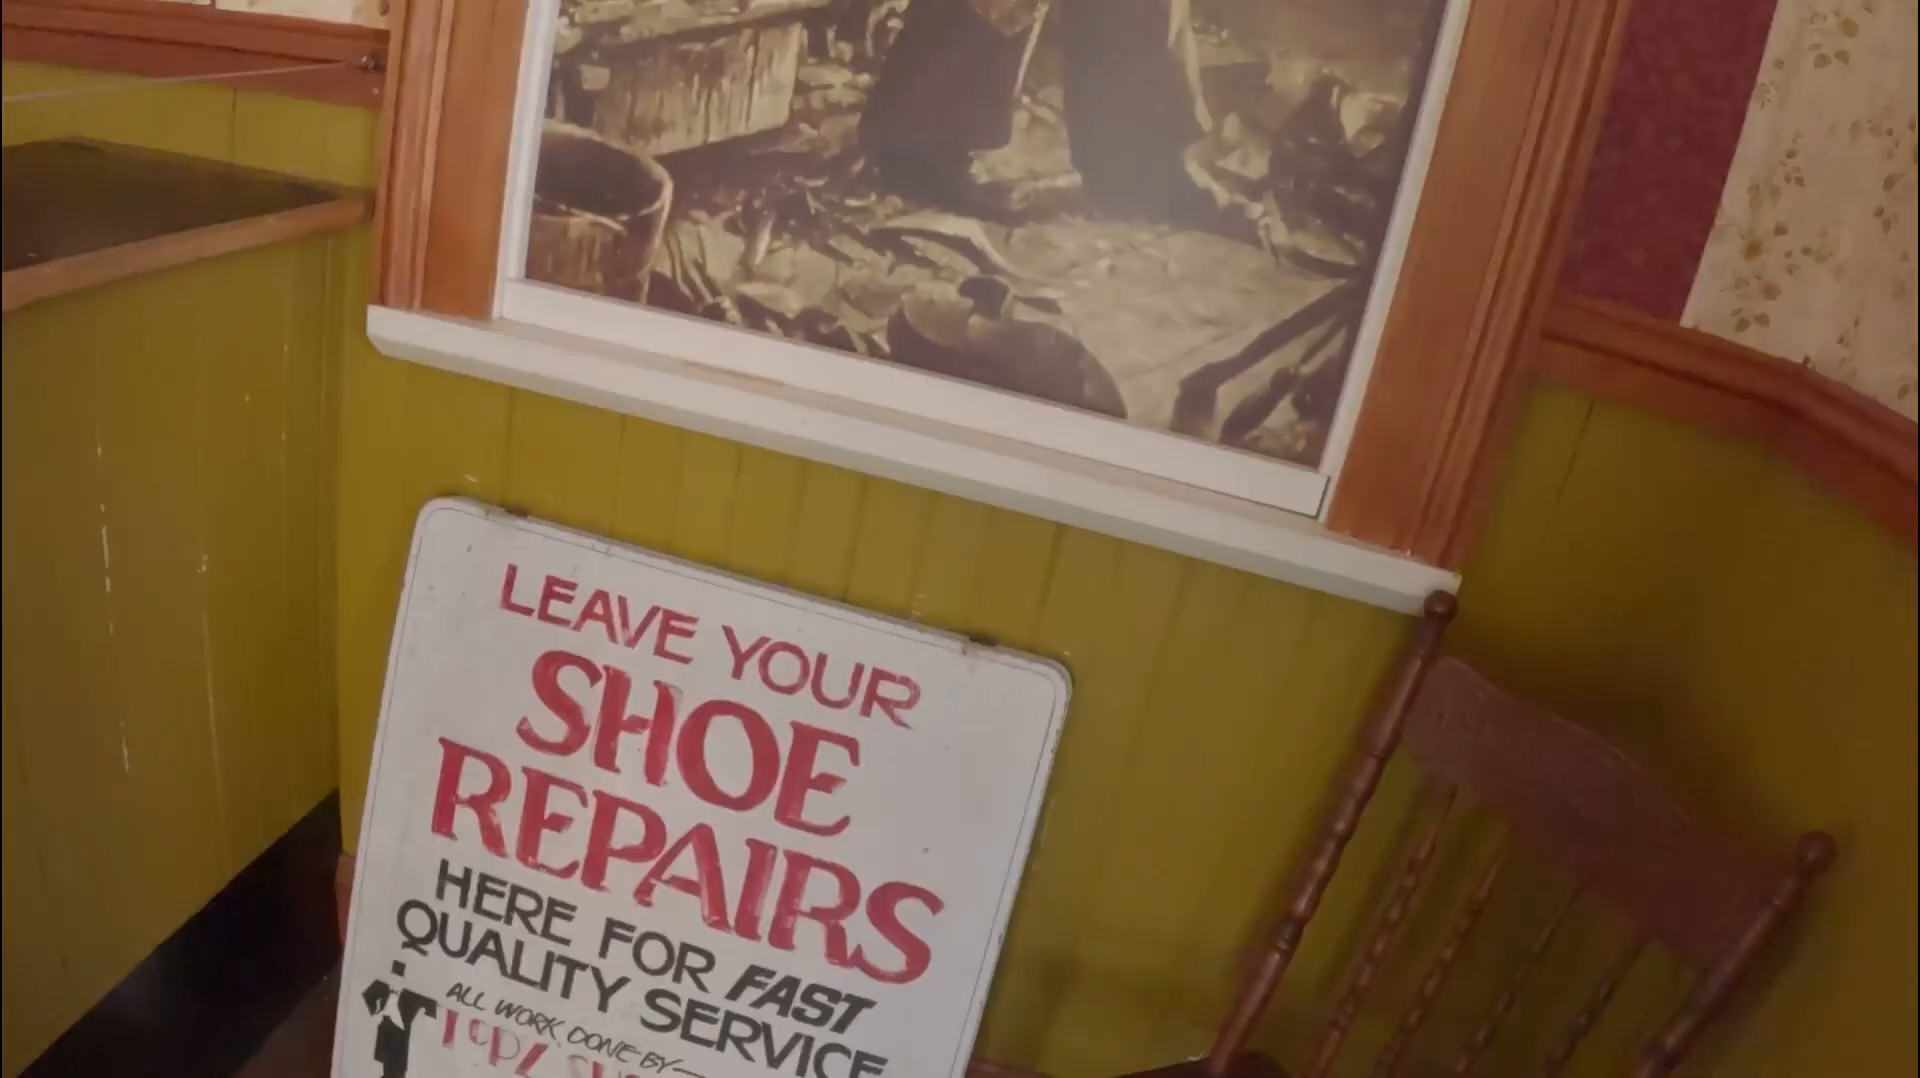 LEAVE YOUR
SHOE
REPAIRS
HERE FOR FAST
QUALITY SERVICE
ALL WORK DONE BY—